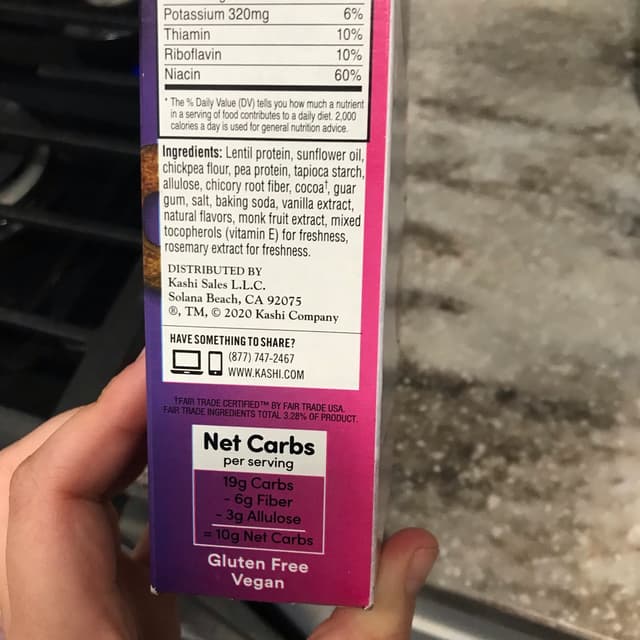 Potassium 320mg 6%
Thiamin 10%
Riboflavin 10%
Niacin 60%
* The % Daily Value (DV) tells you how much a nutrient
in a serving of food contributes to a daily diet. 2,000
calories a day is used for general nutrition advice.
Ingredients: Lentil protein, sunflower oil,
chickpea flour, pea protein, tapioca starch,
allulose, chicory root fiber, cocoa†, guar
gum, salt, baking soda, vanilla extract,
natural flavors, monk fruit extract, mixed
tocopherols (vitamin E) for freshness,
rosemary extract for freshness.
DISTRIBUTED BY
Kashi Sales L.L.C.
Solana Beach, CA 92075
®, TM, © 2020 Kashi Company
HAVE SOMETHING TO SHARE?
(877) 747-2467
WWW.KASHI.COM
†FAIR TRADE CERTIFIED™ BY FAIR TRADE USA.
FAIR TRADE INGREDIENTS TOTAL 3.28% OF PRODUCT.
Net Carbs
per serving
19g Carbs
- 6g Fiber
- 3g Allulose
= 10g Net Carbs
Gluten Free
Vegan